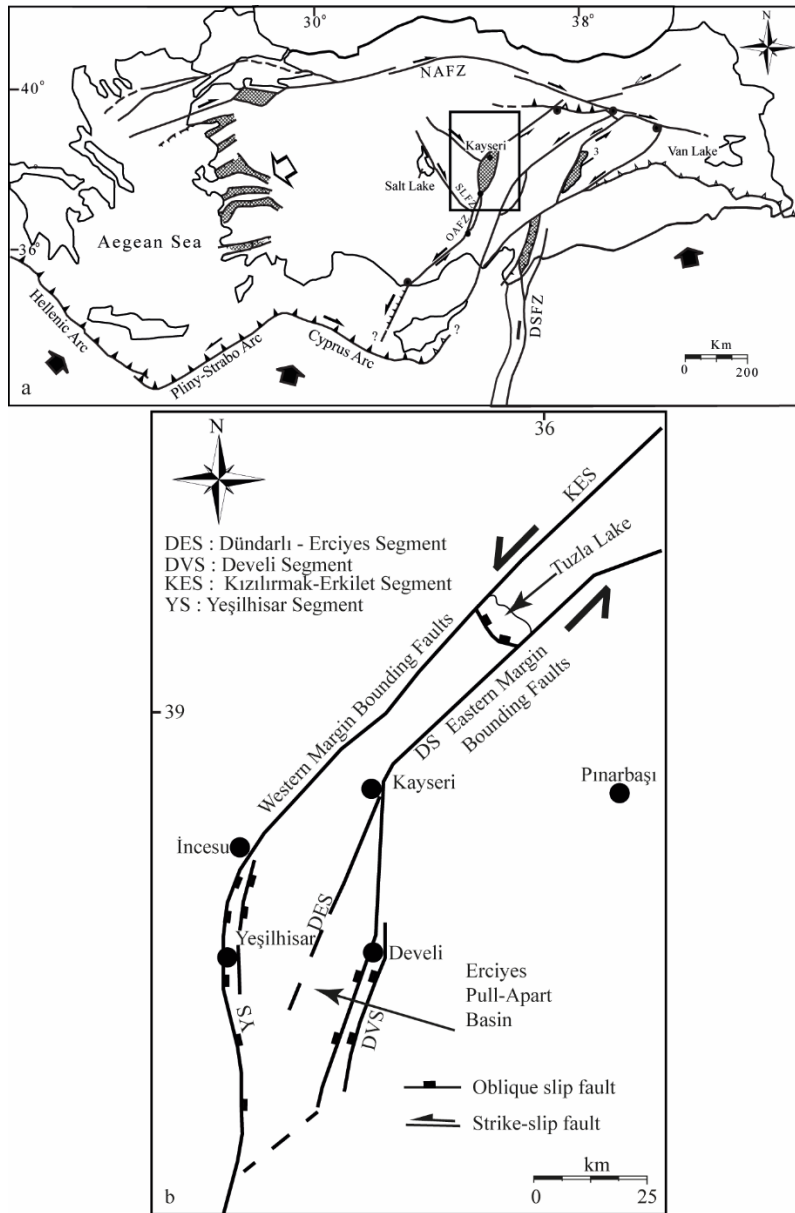 30°
38°
N
40°
NAFZ
Kayseri
3
Van Lake
Salt Lake
SLFZ
OAFZ
36°
Aegean Sea
Hellenic Arc
Pliny-Strabo Arc
Cyprus Arc
?
?
DSFZ
Km
0 200
a
N
36
DES : Dündarlı - Erciyes Segment
DVS : Develi Segment
KES : Kızılırmak-Erkilet Segment
YS : Yeşilhisar Segment
KES
Tuzla Lake
Western Margin Bounding Faults
39
DS Eastern Margin
Bounding Faults
Kayseri
Pınarbaşı
İncesu
DES
Yeşilhisar
Develi
YS
DVS
Erciyes
Pull-Apart
Basin
Oblique slip fault
Strike-slip fault
km
0 25
b